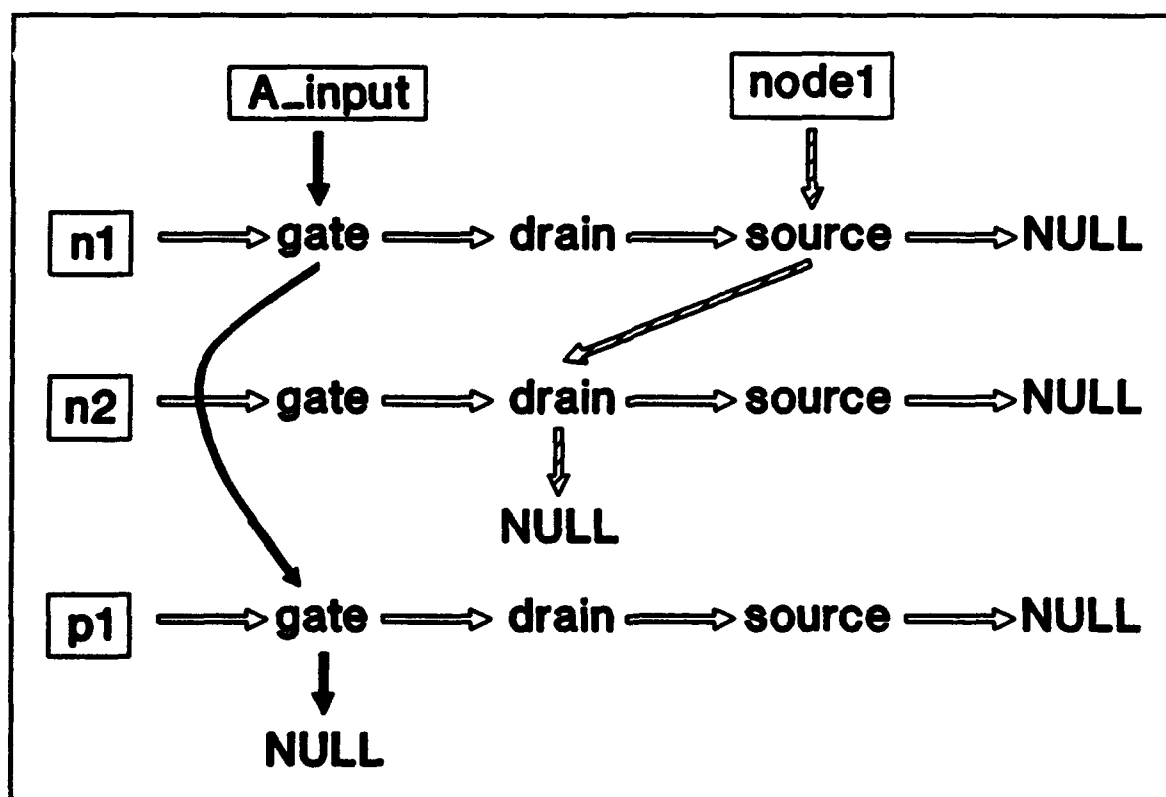 A_input node1
n1 gate drain source NULL
n2 gate drain source NULL
NULL
p1 gate drain source NULL
NULL